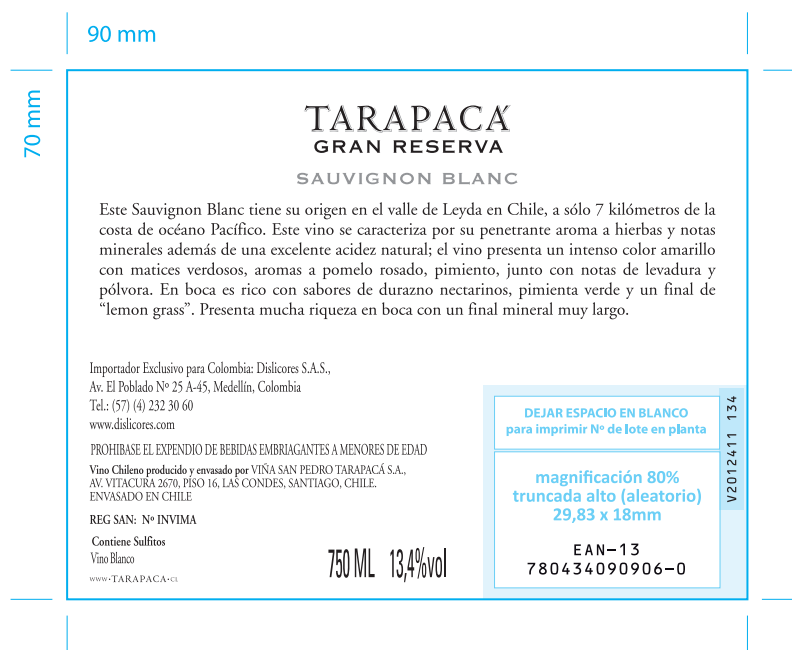 90 mm
70 mm
TARAPACÁ
GRAN RESERVA
SAUVIGNON BLANC
Este Sauvignon Blanc tiene su origen en el valle de Leyda en Chile, a sólo 7 kilómetros de la
costa de océano Pacífico. Este vino se caracteriza por su penetrante aroma a hierbas y notas
minerales además de una excelente acidez natural; el vino presenta un intenso color amarillo
con matices verdosos, aromas a pomelo rosado, pimiento, junto con notas de levadura y
pólvora. En boca es rico con sabores de durazno nectarinos, pimienta verde y un final de
“lemon grass”. Presenta mucha riqueza en boca con un final mineral muy largo.
Importador Exclusivo para Colombia: Dislicores S.A.S.,
Av. El Poblado Nº 25 A-45, Medellín, Colombia
Tel.: (57) (4) 232 30 60
www.dislicores.com
PROHIBASE EL EXPENDIO DE BEBIDAS EMBRIAGANTES A MENORES DE EDAD
Vino Chileno producido y envasado por VIÑA SAN PEDRO TARAPACÁ S.A.,
AV. VITACURA 2670, PISO 16, LAS CONDES, SANTIAGO, CHILE.
ENVASADO EN CHILE
REG SAN: Nº INVIMA
Contiene Sulfitos
Vino Blanco
www·TARAPACA·CL
750 ML 13,4%vol
DEJAR ESPACIO EN BLANCO
para imprimir Nº de lote en planta
magnificación 80%
truncada alto (aleatorio)
29,83 x 18mm
EAN-13
780434090906-0
V2012411 134